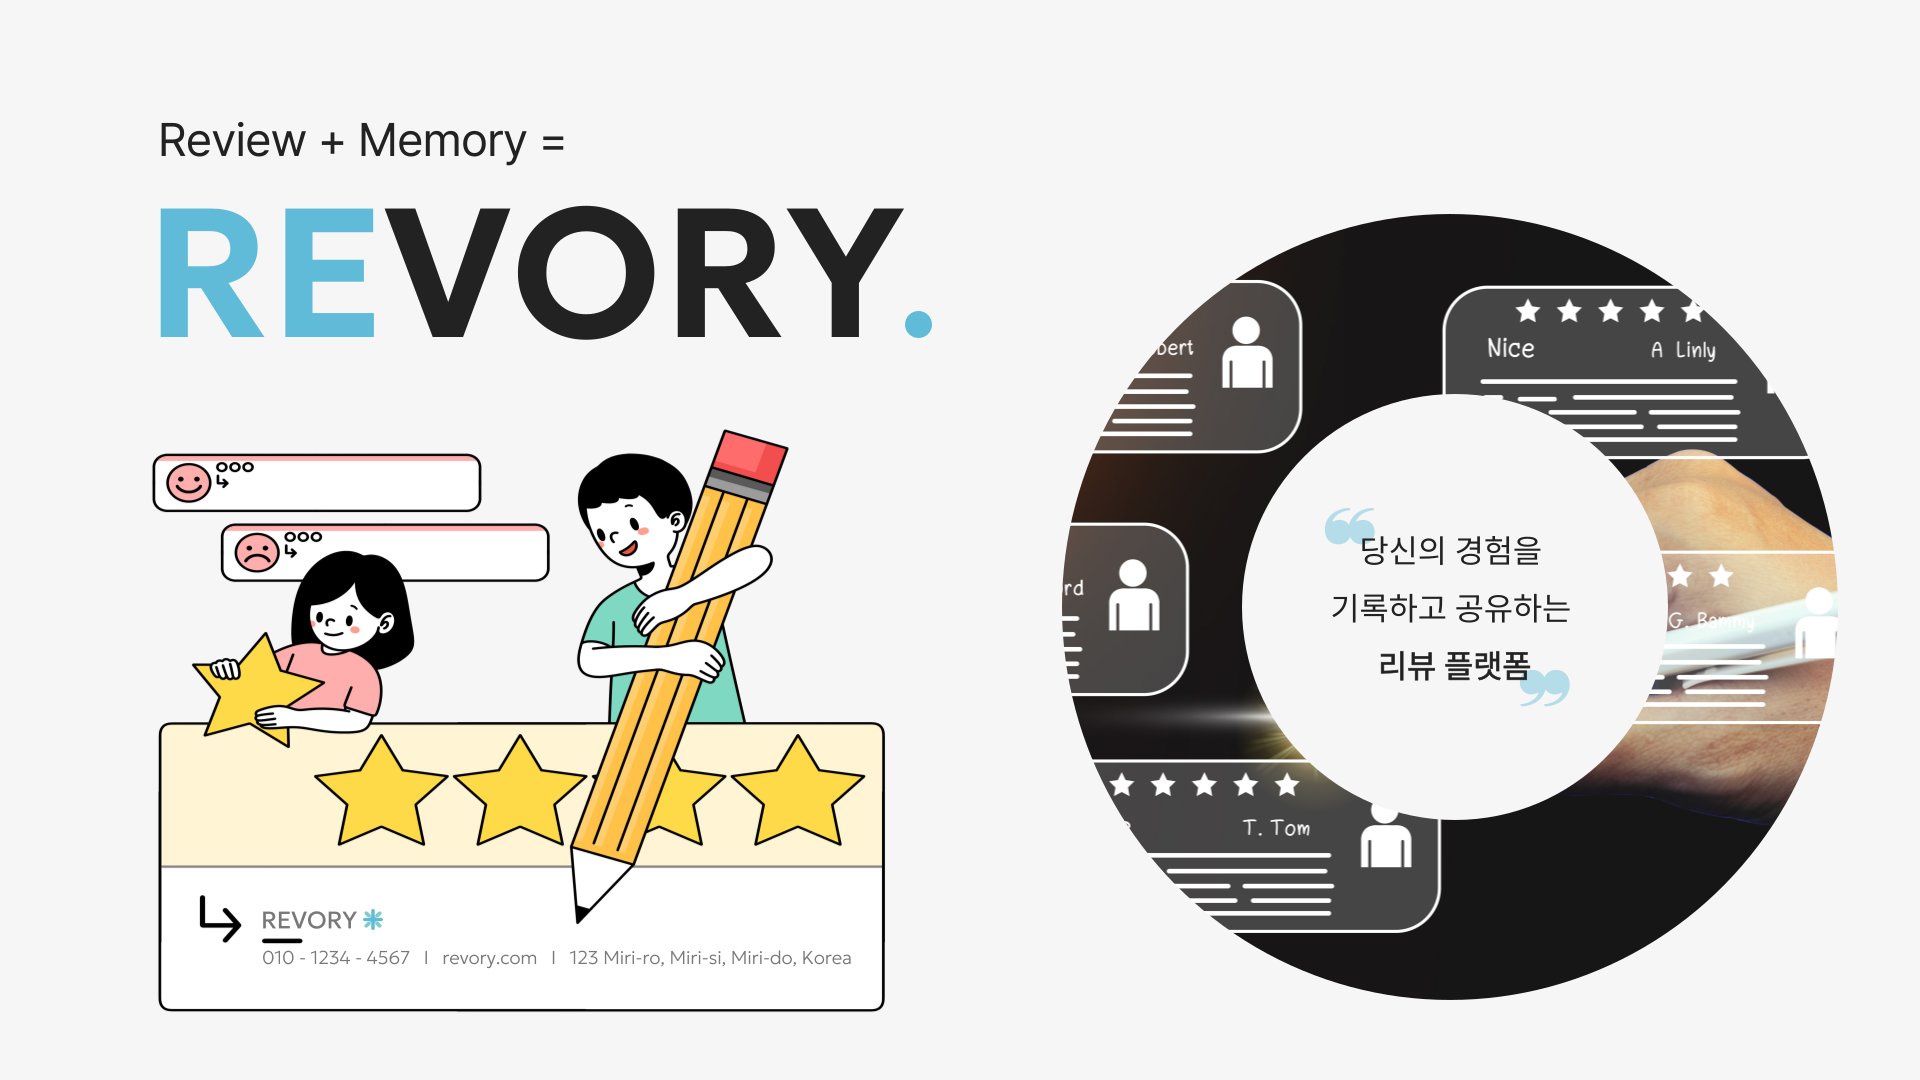 Review + Memory =
REVORY.
REVORY
010 - 1234 - 4567 I revory.com I 123 Miri-ro, Miri-si, Miri-do, Korea
Nice A Linly
❝당신의 경험을
기록하고 공유하는
리뷰 플랫폼❞
G. Bemmy
T. Tom